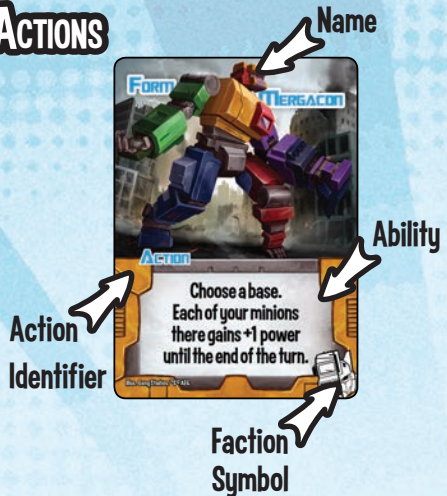 ACTIONS
Name
FORM MERGACON
ACTION
Ability
Choose a base.
Each of your minions
there gains +1 power
until the end of the turn.
Action
Identifier
Faction
Symbol